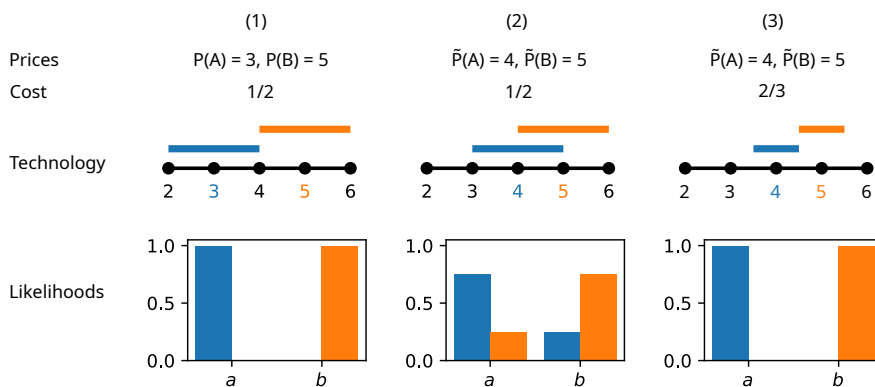 (1) (2) (3)
Prices P(A) = 3, P(B) = 5 P̃(A) = 4, P̃(B) = 5 P̃(A) = 4, P̃(B) = 5
Cost 1/2 1/2 2/3
Technology
2 3 4 5 6 2 3 4 5 6 2 3 4 5 6
Likelihoods
1.0 1.0 1.0
0.5 0.5 0.5
0.0 0.0 0.0
a b a b a b